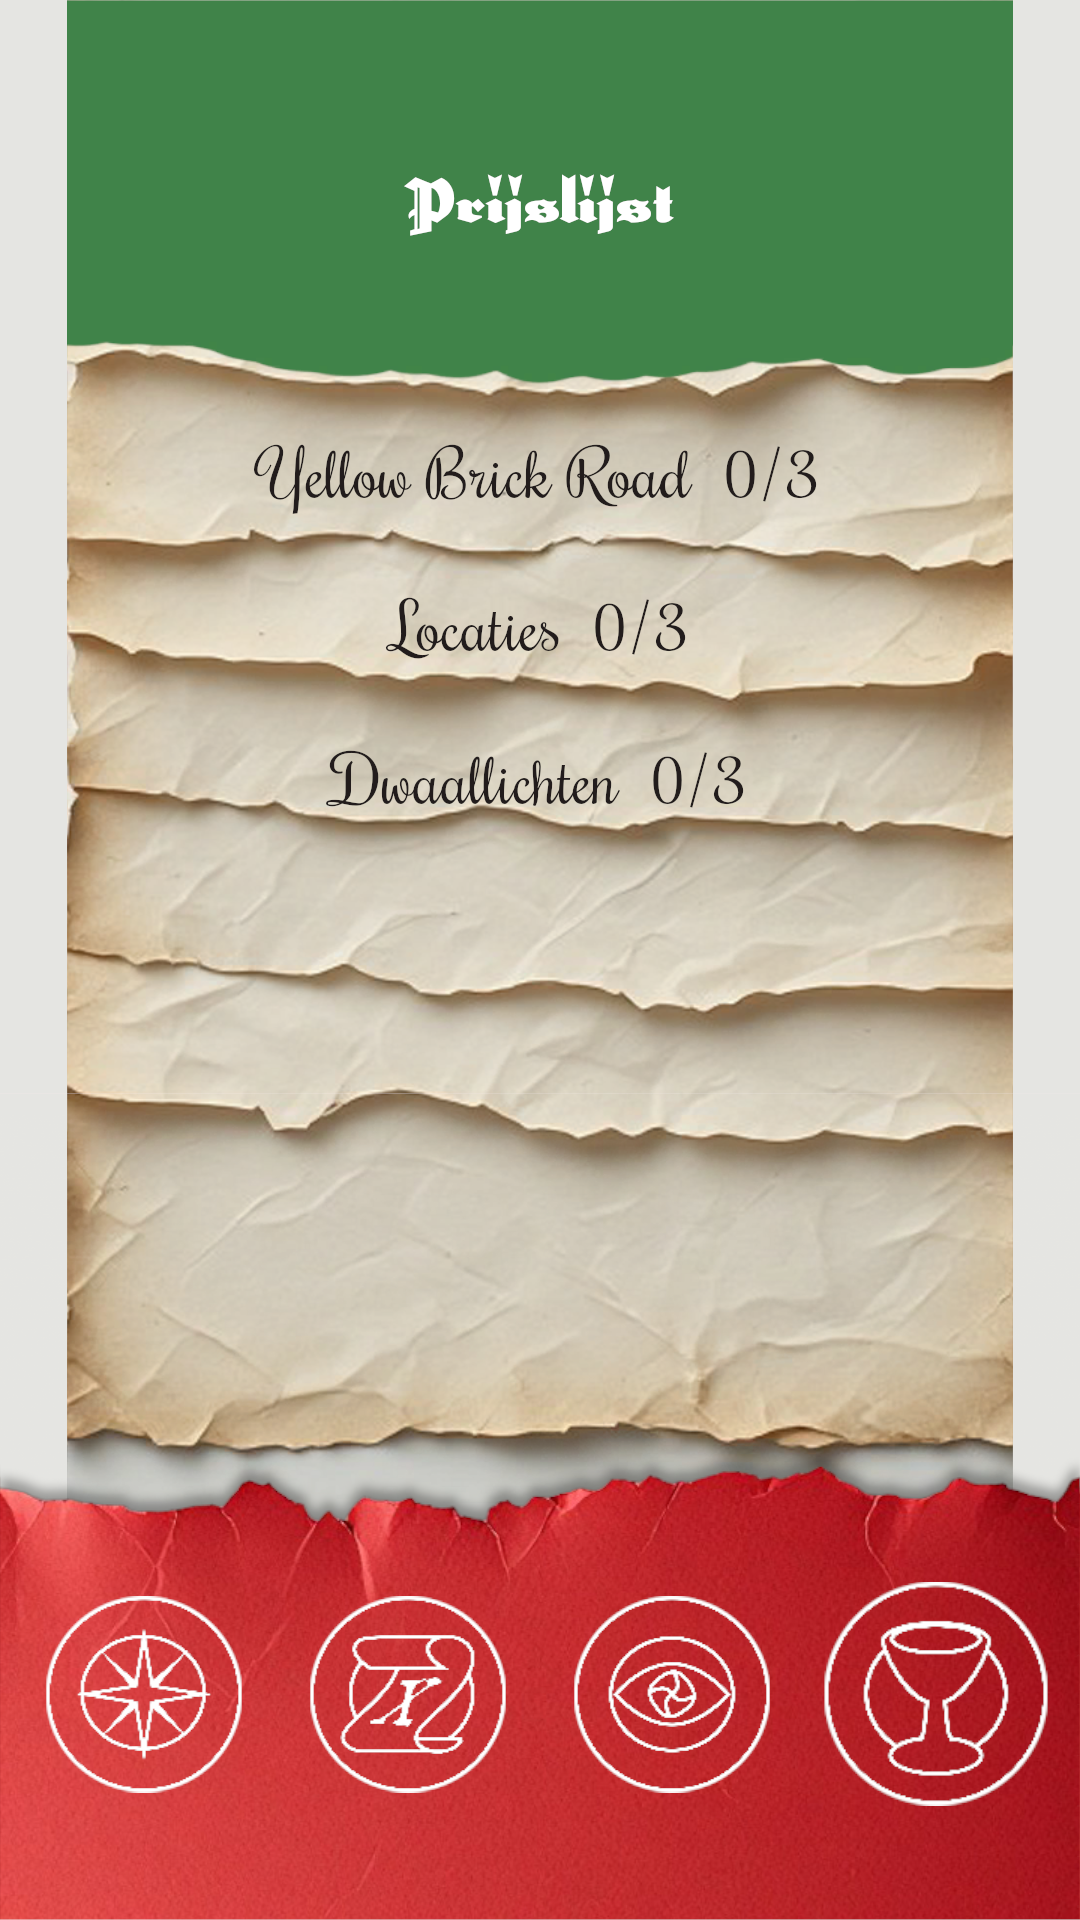 Prijslijst
Yellow Brick Road 0/3
Locaties 0/3
Dwaallichten 0/3
X